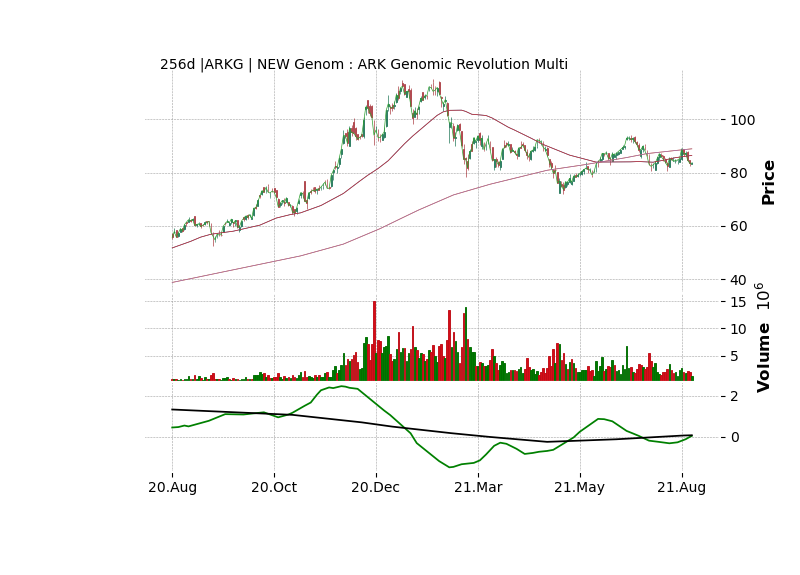 256d |ARKG | NEW Genom : ARK Genomic Revolution Multi
100
80
60
40
Price
15
10
5
Volume 10^6
2
0
20.Aug 20.Oct 20.Dec 21.Mar 21.May 21.Aug